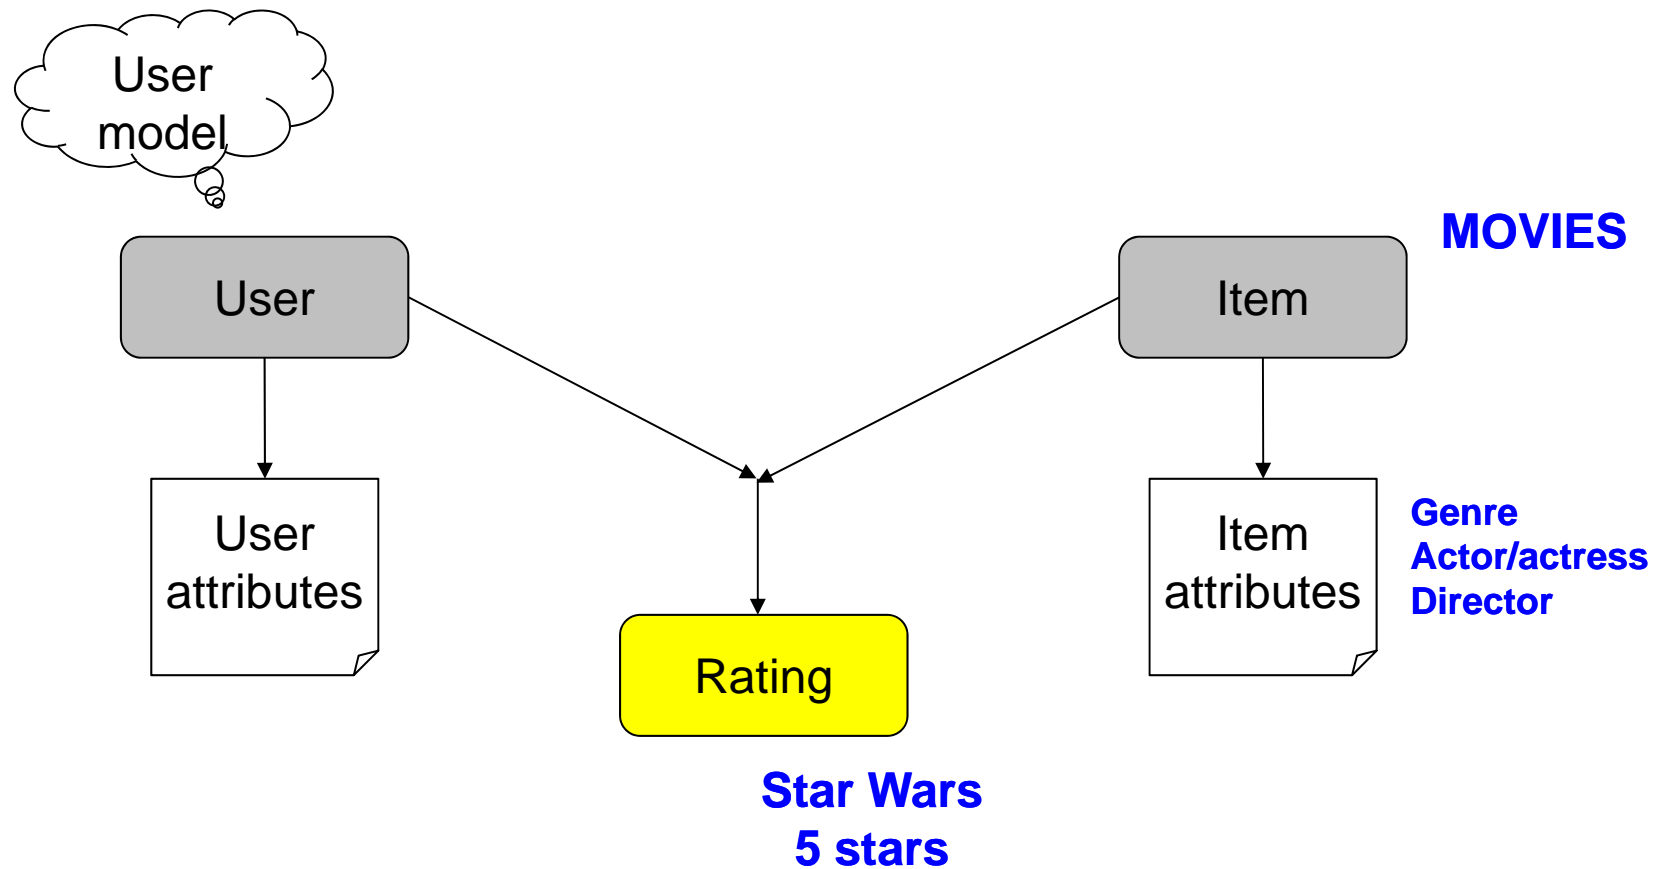 User
model
MOVIES
User
Item
User
attributes
Item
attributes
Genre
Actor/actress
Director
Rating
Star Wars
5 stars